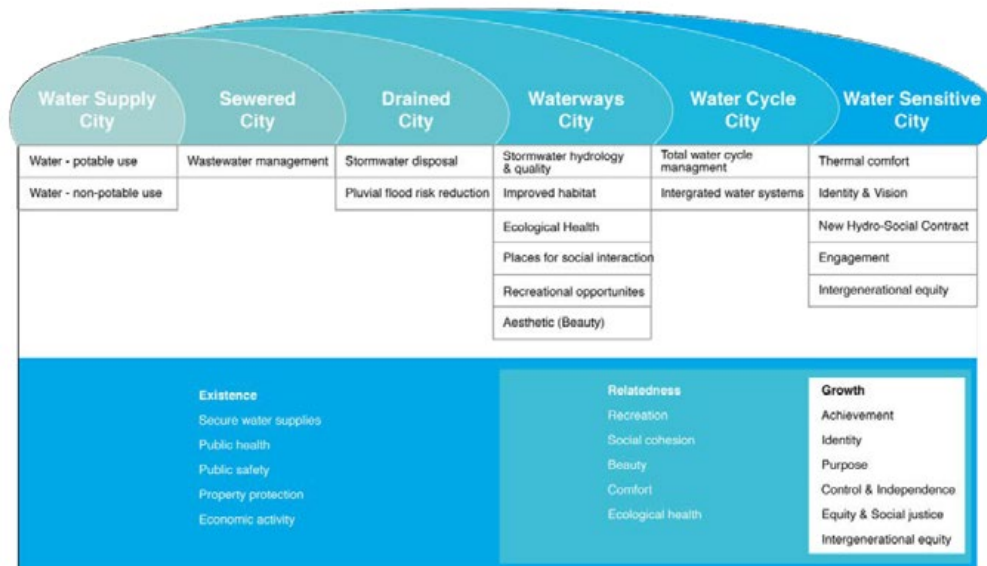 Water Supply
City
Sewered
City
Drained
City
Waterways
City
Water Cycle
City
Water Sensitive
City
Water - potable use
Water - non-potable use
Wastewater management
Stormwater disposal
Pluvial flood risk reduction
Stormwater hydrology
& quality
Improved habitat
Ecological Health
Places for social interaction
Recreational opportunites
Aesthetic (Beauty)
Total water cycle
managment
Intergrated water systems
Thermal comfort
Identity & Vision
New Hydro-Social Contract
Engagement
Intergenerational equity
Existence
Secure water supplies
Public health
Public safety
Property protection
Economic activity
Relatedness
Recreation
Social cohesion
Beauty
Comfort
Ecological health
Growth
Achievement
Identity
Purpose
Control & Independence
Equity & Social justice
Intergenerational equity